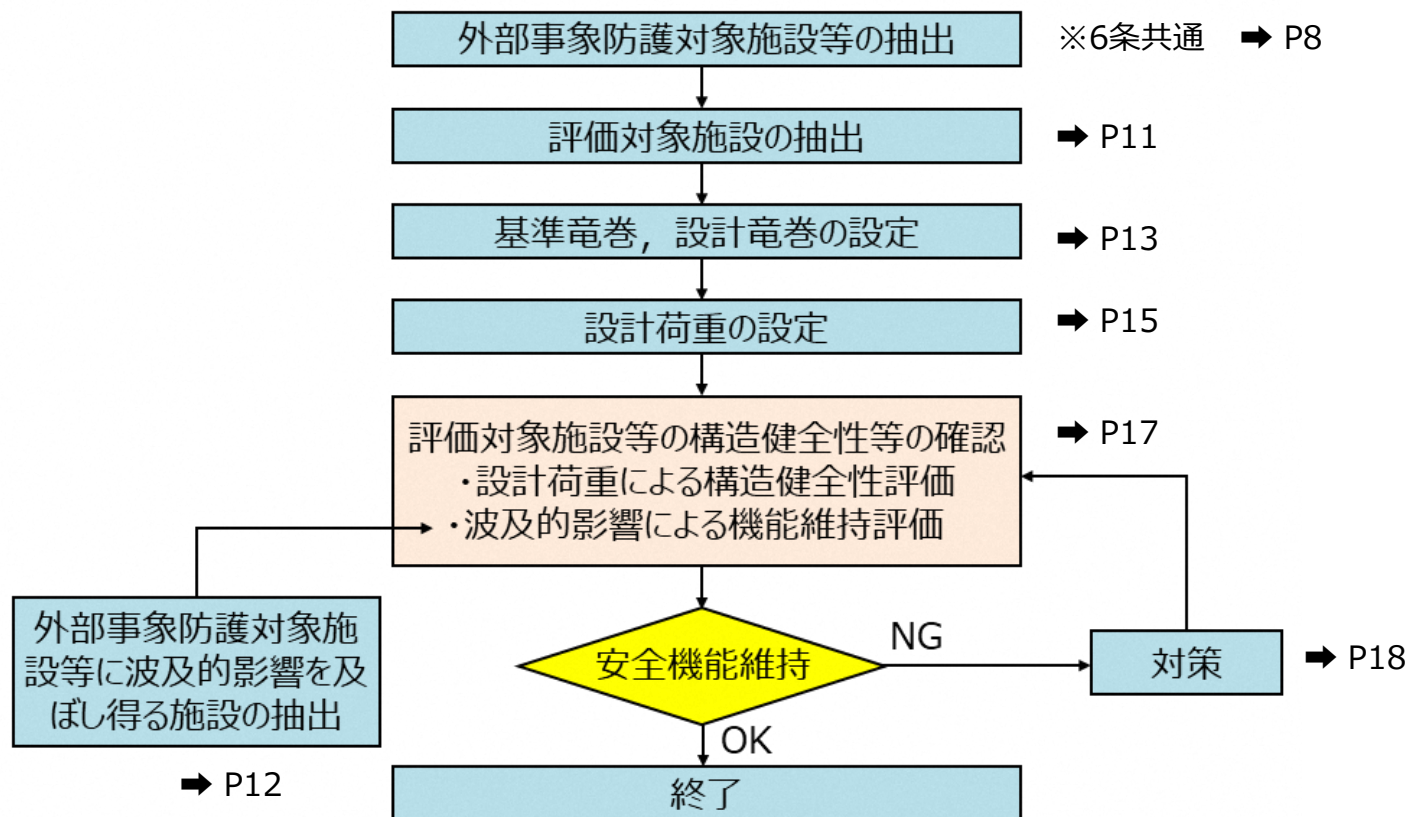 外部事象防護対象施設等の抽出
※6条共通 ➡ P8
評価対象施設の抽出
➡ P11
基準竜巻，設計竜巻の設定
➡ P13
設計荷重の設定
➡ P15
評価対象施設等の構造健全性等の確認
・設計荷重による構造健全性評価
・波及的影響による機能維持評価
➡ P17
外部事象防護対象施
設等に波及的影響を及
ぼし得る施設の抽出
➡ P12
安全機能維持
NG
対策
➡ P18
OK
終了